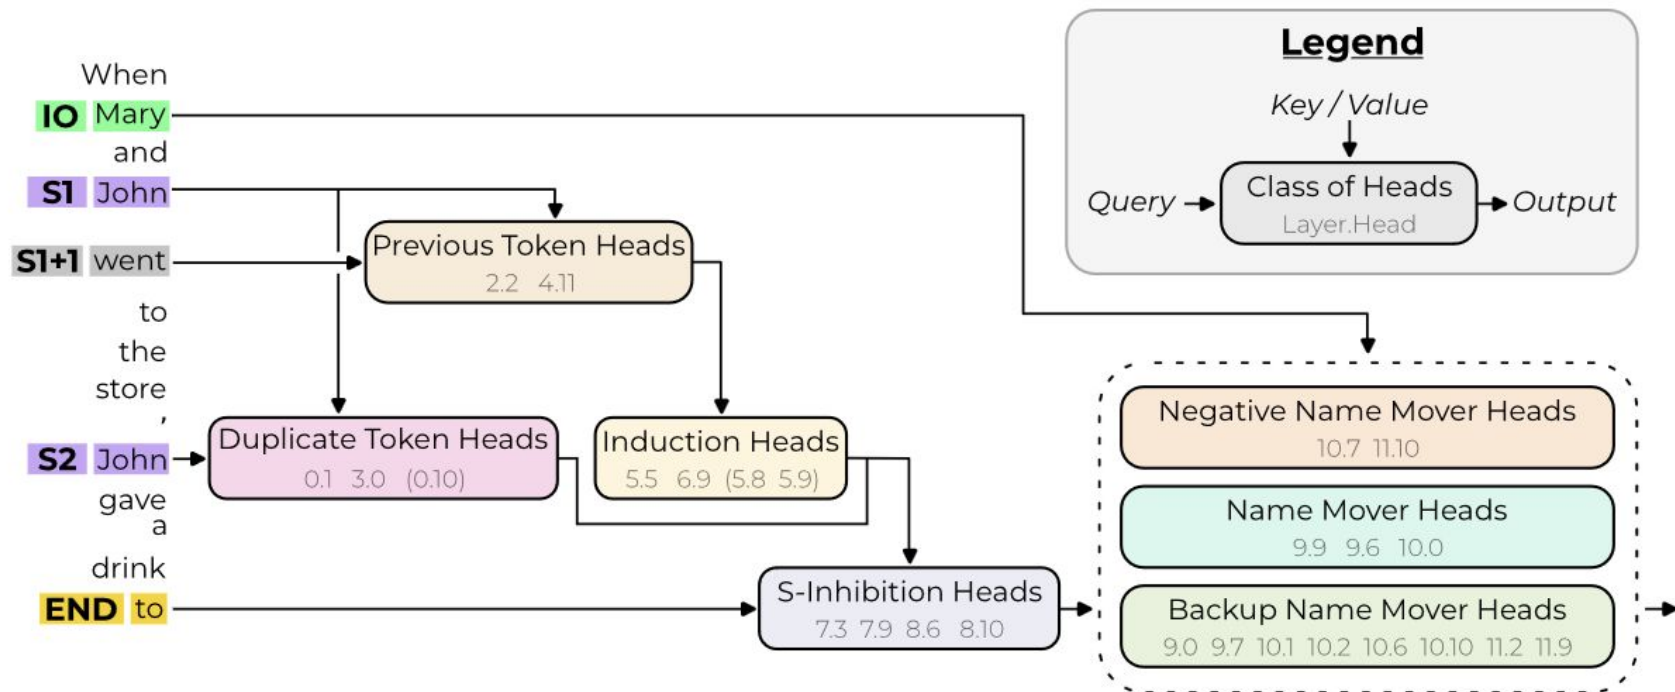 When
IO Mary
and
S1 John
S1+1 went
to
the
store
,
S2 John
gave
a
drink
END to
Previous Token Heads
2.2 4.11
Duplicate Token Heads
0.1 3.0 (0.10)
Induction Heads
5.5 6.9 (5.8 5.9)
S-Inhibition Heads
7.3 7.9 8.6 8.10
Legend
Key / Value
Query
Class of Heads
Layer.Head
Output
Negative Name Mover Heads
10.7 11.10
Name Mover Heads
9.9 9.6 10.0
Backup Name Mover Heads
9.0 9.7 10.1 10.2 10.6 10.10 11.2 11.9